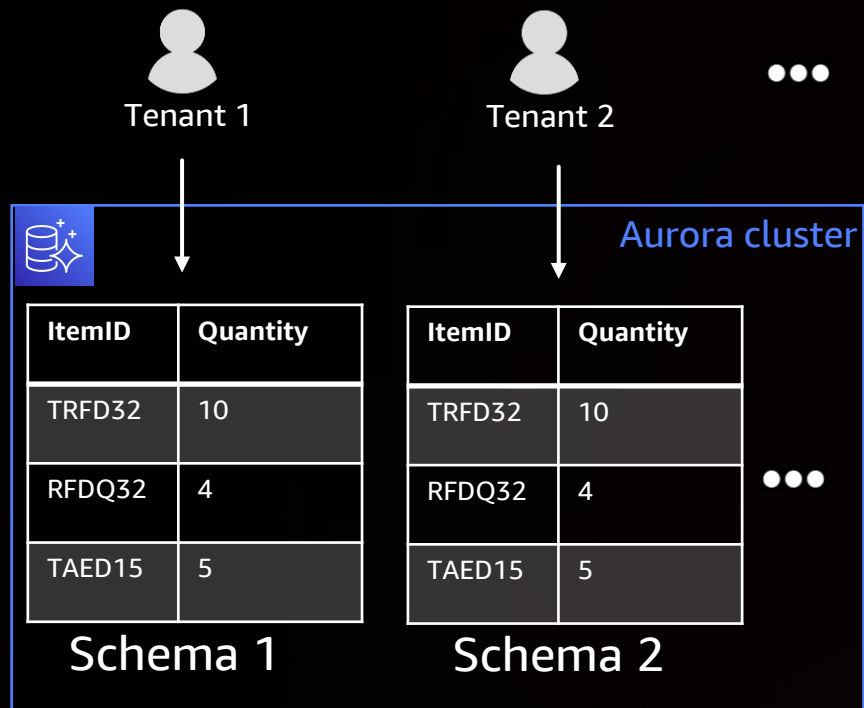 Tenant 1
Tenant 2
Aurora cluster
ItemID Quantity
TRFD32 10
RFDQ32 4
TAED15 5
Schema 1
ItemID Quantity
TRFD32 10
RFDQ32 4
TAED15 5
Schema 2